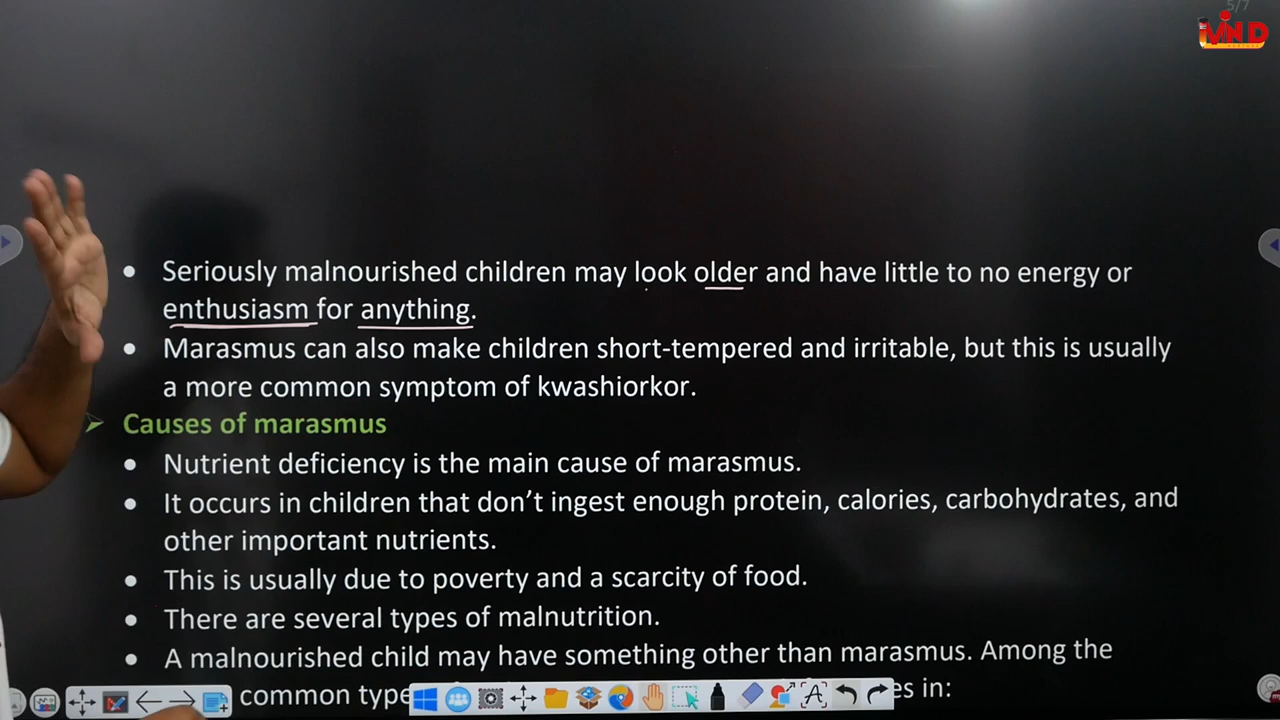 5/7
MIND
• Seriously malnourished children may look older and have little to no energy or
enthusiasm for anything.
• Marasmus can also make children short-tempered and irritable, but this is usually
a more common symptom of kwashiorkor.
➢ Causes of marasmus
• Nutrient deficiency is the main cause of marasmus.
• It occurs in children that don’t ingest enough protein, calories, carbohydrates, and
other important nutrients.
• This is usually due to poverty and a scarcity of food.
• There are several types of malnutrition.
• A malnourished child may have something other than marasmus. Among the
common in: